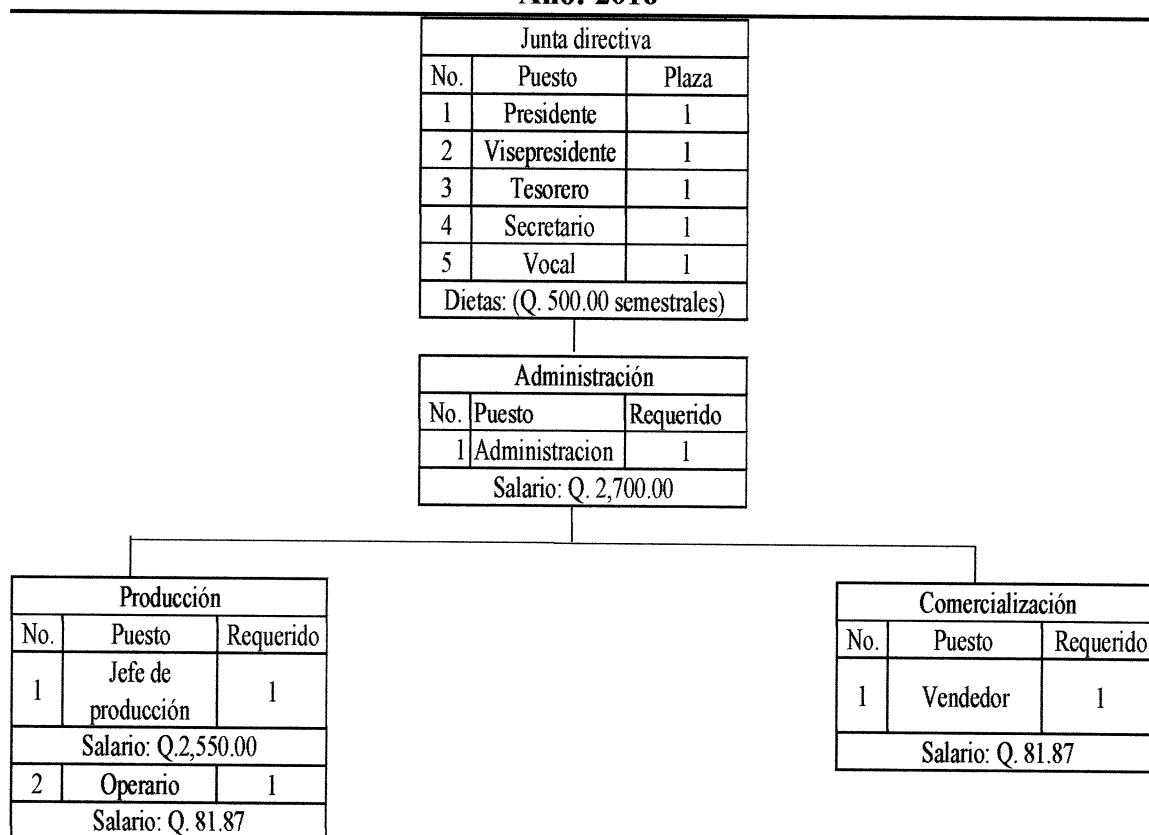 Año: 2016
Junta directiva
No. Puesto Plaza
1 Presidente 1
2 Visepresidente 1
3 Tesorero 1
4 Secretario 1
5 Vocal 1
Dietas: (Q. 500.00 semestrales)
Administración
No. Puesto Requerido
1 Administracion 1
Salario: Q. 2,700.00
Producción
No. Puesto Requerido
1 Jefe de producción 1
Salario: Q.2,550.00
2 Operario 1
Salario: Q. 81.87
Comercialización
No. Puesto Requerido
1 Vendedor 1
Salario: Q. 81.87